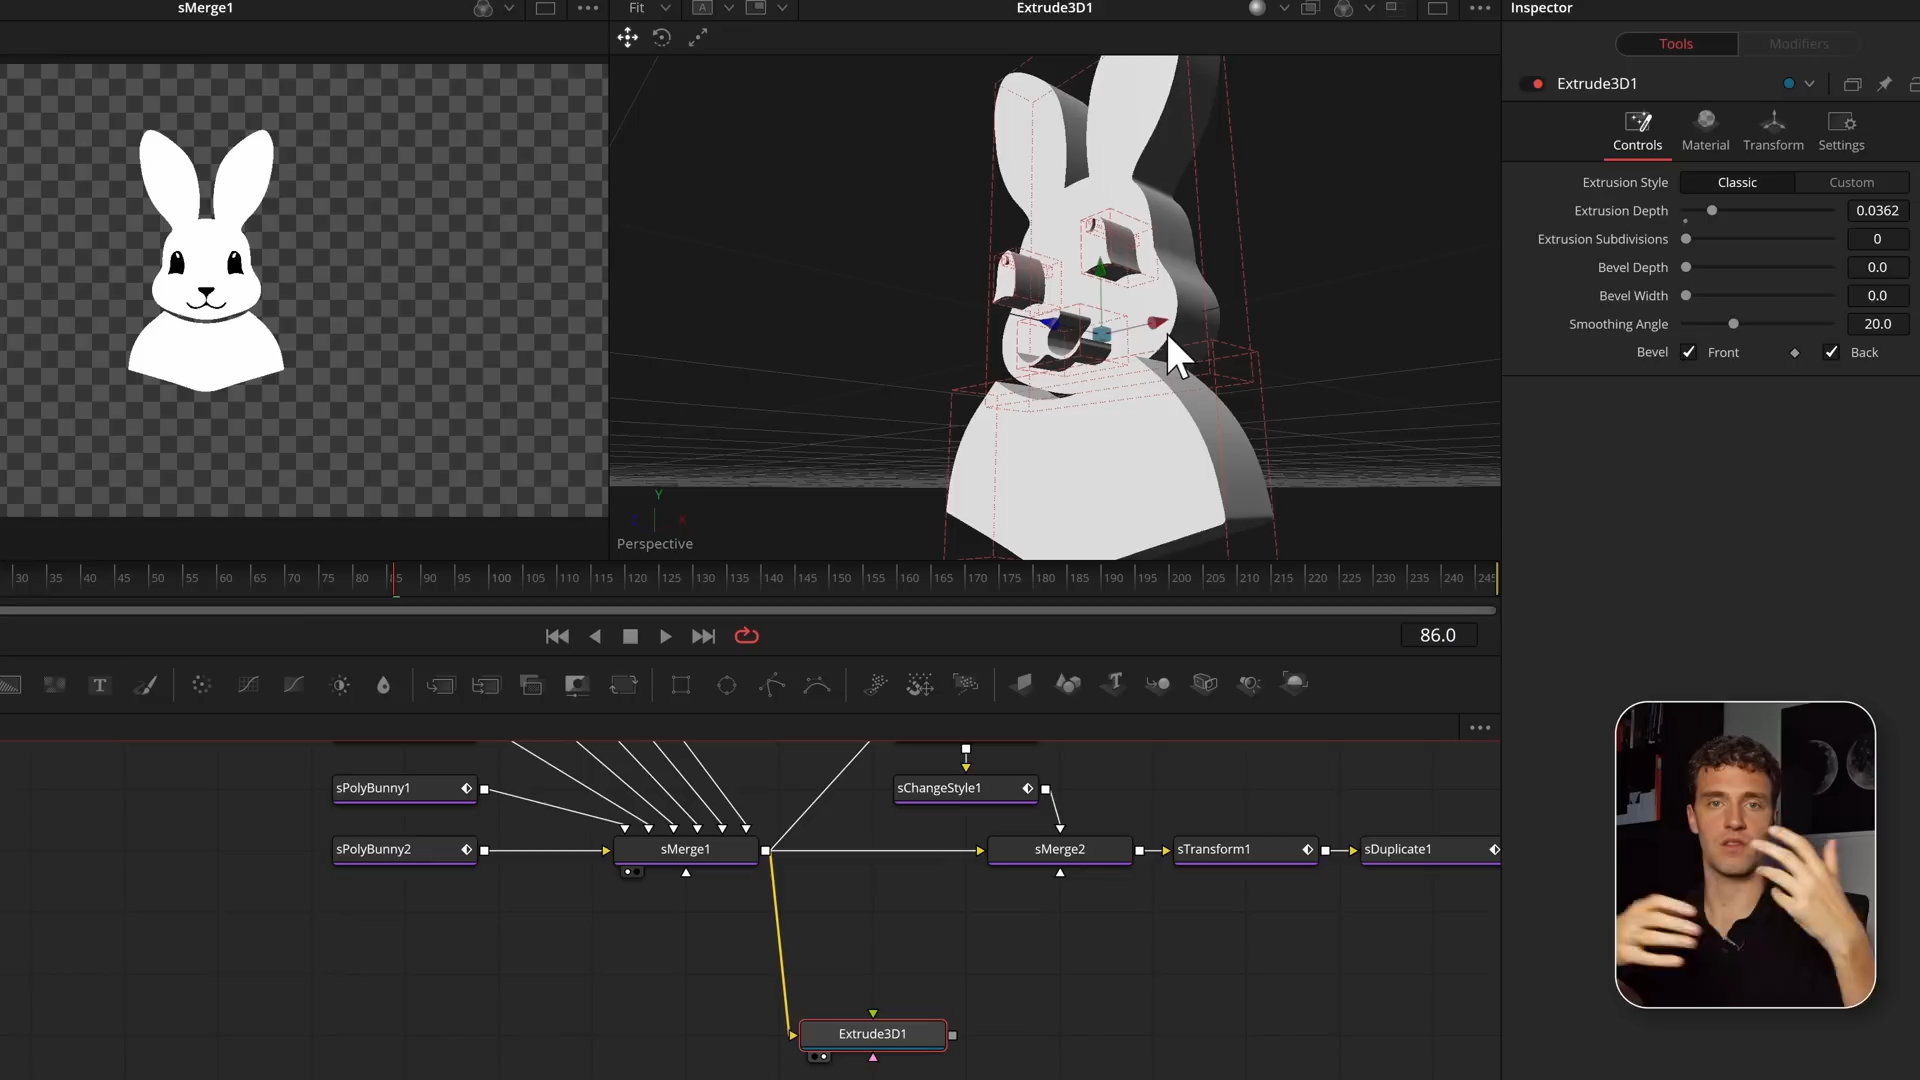 sMerge1
Fit
A
Extrude3D1
Inspector
Tools
Modifiers
Extrude3D1
Controls
Material
Transform
Settings
Extrusion Style
Classic
Custom
Extrusion Depth
0.0362
Extrusion Subdivisions
0
Bevel Depth
0.0
Bevel Width
0.0
Smoothing Angle
20.0
Bevel
Front
Back
Y
Z
X
Perspective
30 35 40 45 50 55 60 65 70 75 80 85 90 95 100 105 110 115 120 125 130 135 140 145 150 155 160 165 170 175 180 185 190 195 200 205 210 215 220 225 230 235 240 245
86.0
T
T
sPolyBunny1
sChangeStyle1
sPolyBunny2
sMerge1
sMerge2
sTransform1
sDuplicate1
Extrude3D1